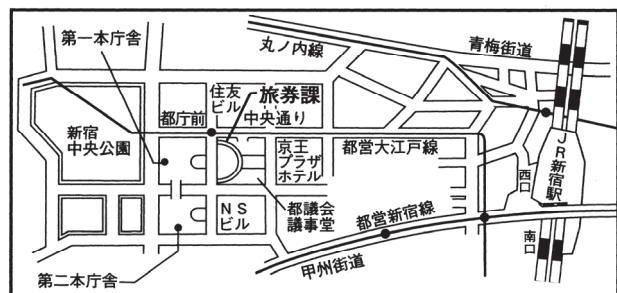 第一本庁舎
丸ノ内線
青梅街道
住友
ビル
旅券課
都庁前
中央通り
新宿
中央公園
京王
プラザ
ホテル
都営大江戸線
西口
JR新宿駅
NS
ビル
都議会
議事堂
都営新宿線
南口
甲州街道
第二本庁舎